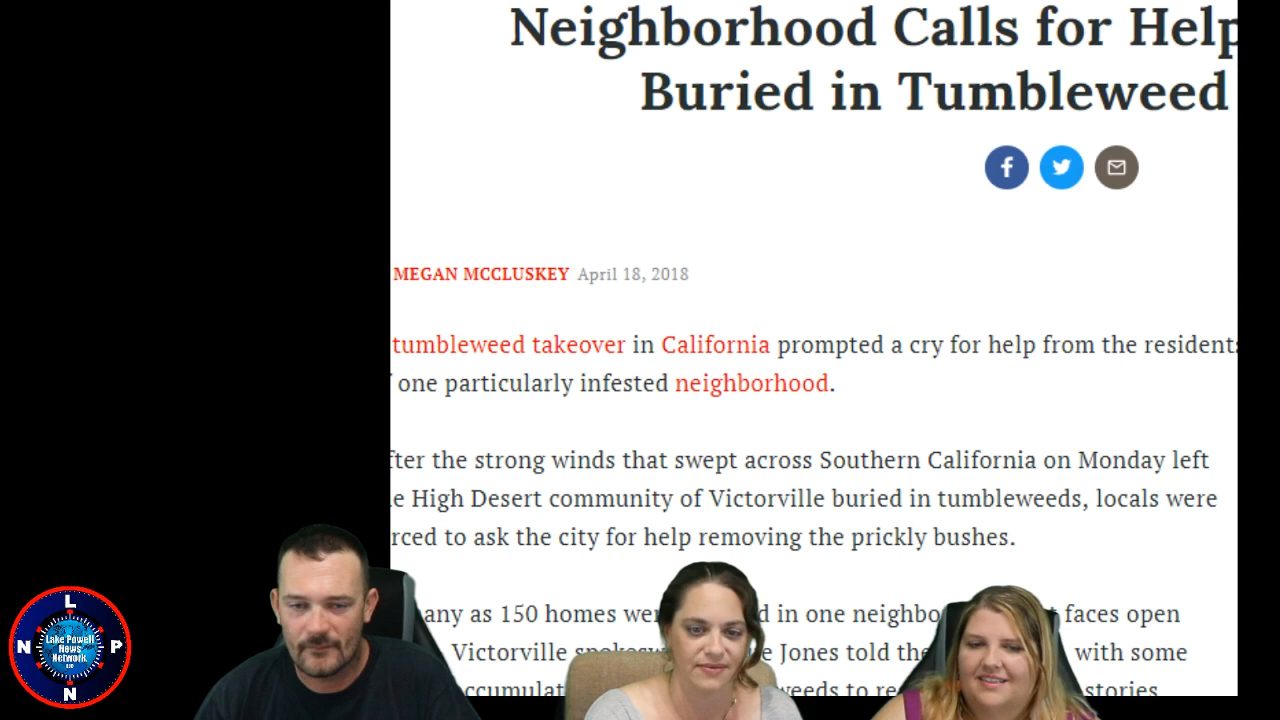 Neighborhood Calls for Help
Buried in Tumbleweed
MEGAN MCCLUSKEY April 18, 2018
tumbleweed takeover in California prompted a cry for help from the residents
one particularly infested neighborhood.
fter the strong winds that swept across Southern California on Monday left
e High Desert community of Victorville buried in tumbleweeds, locals were
rced to ask the city for help removing the prickly bushes.
any as 150 homes wer d in one neighbo t faces open
Victorville spokesw e Jones told the with some
ccumulat weeds to re stories
L
N P
Lake Powell
News
Network
LLC
N